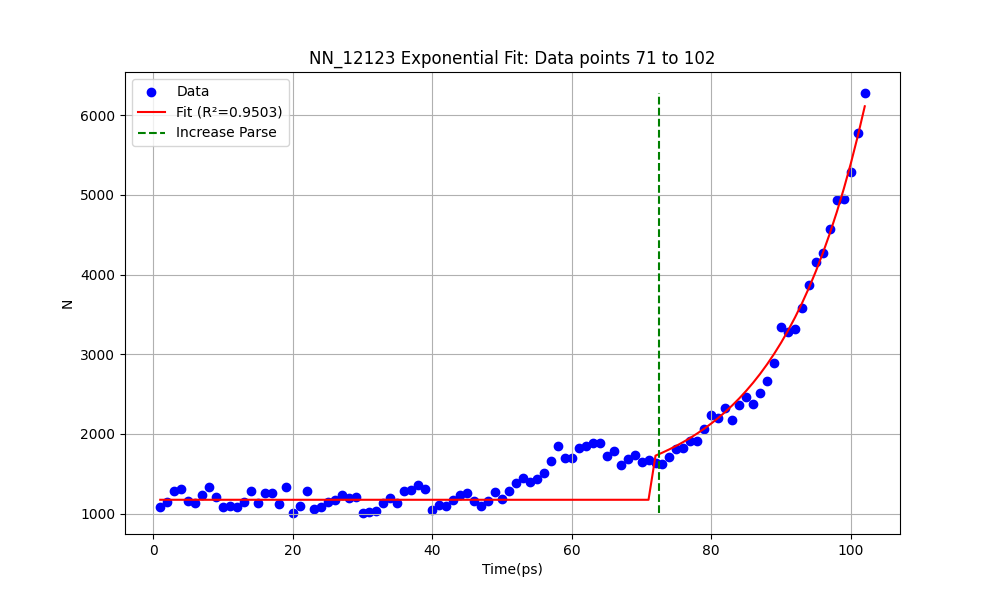 NN_12123 Exponential Fit: Data points 71 to 102
Data
Fit (R²=0.9503)
Increase Parse
6000
5000
4000
3000
2000
1000
N
0
20
40
60
80
100
Time(ps)